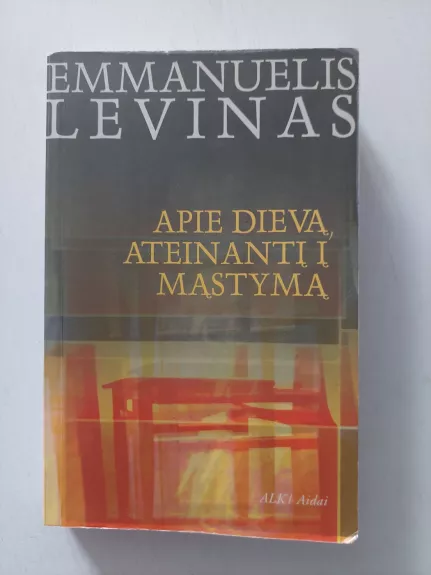 EMMANUELIS
LEVINAS
APIE DIEVĄ,
ATEINANTĮ Į
MĄSTYMĄ
ALK / Aidai